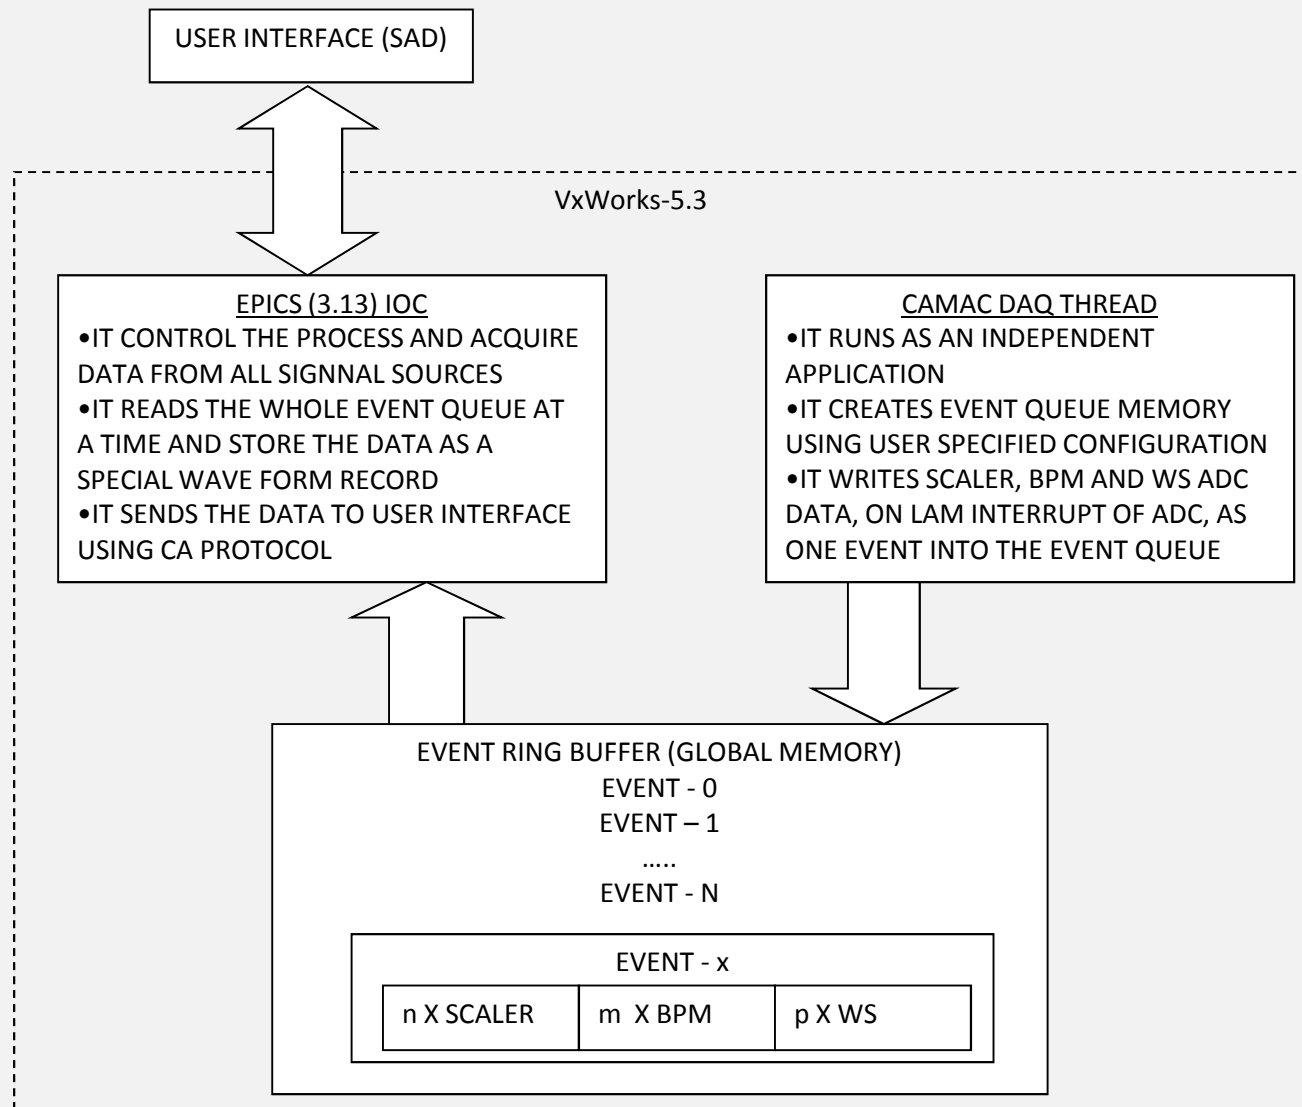 USER INTERFACE (SAD)
VxWorks-5.3
EPICS (3.13) IOC
•IT CONTROL THE PROCESS AND ACQUIRE
DATA FROM ALL SIGNNAL SOURCES
•IT READS THE WHOLE EVENT QUEUE AT
A TIME AND STORE THE DATA AS A
SPECIAL WAVE FORM RECORD
•IT SENDS THE DATA TO USER INTERFACE
USING CA PROTOCOL
CAMAC DAQ THREAD
•IT RUNS AS AN INDEPENDENT
APPLICATION
•IT CREATES EVENT QUEUE MEMORY
USING USER SPECIFIED CONFIGURATION
•IT WRITES SCALER, BPM AND WS ADC
DATA, ON LAM INTERRUPT OF ADC, AS
ONE EVENT INTO THE EVENT QUEUE
EVENT RING BUFFER (GLOBAL MEMORY)
EVENT - 0
EVENT – 1
…..
EVENT - N
EVENT - x
n X SCALER
m  X BPM
p X WS